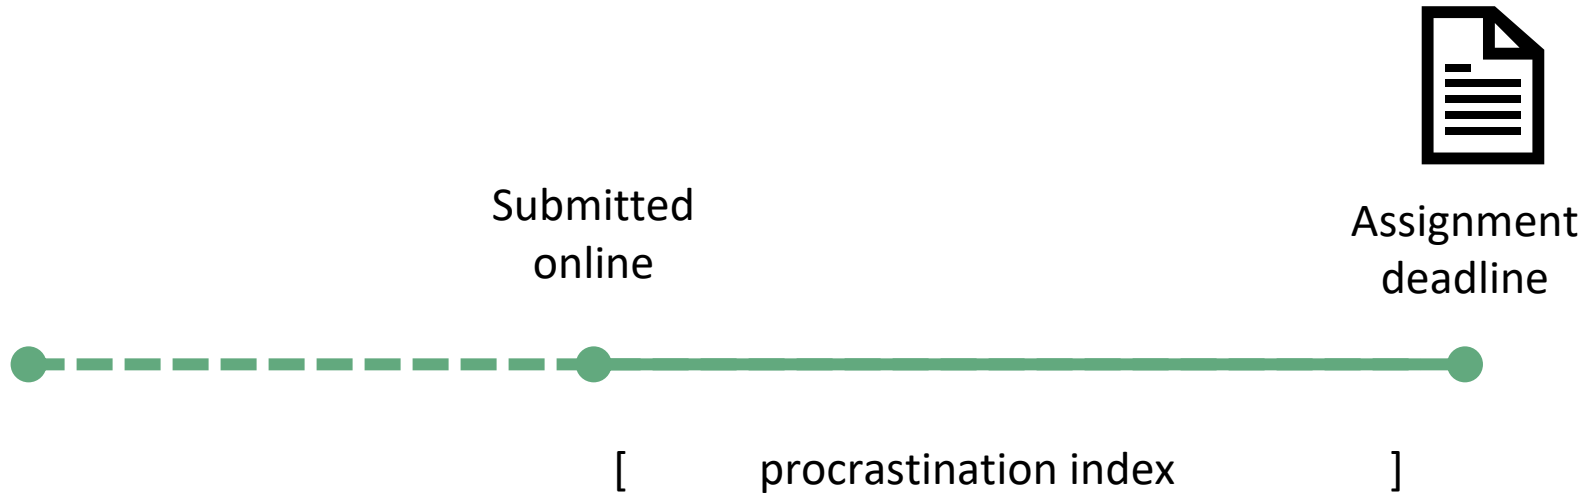 Submitted
online
Assignment
deadline
[ procrastination index ]